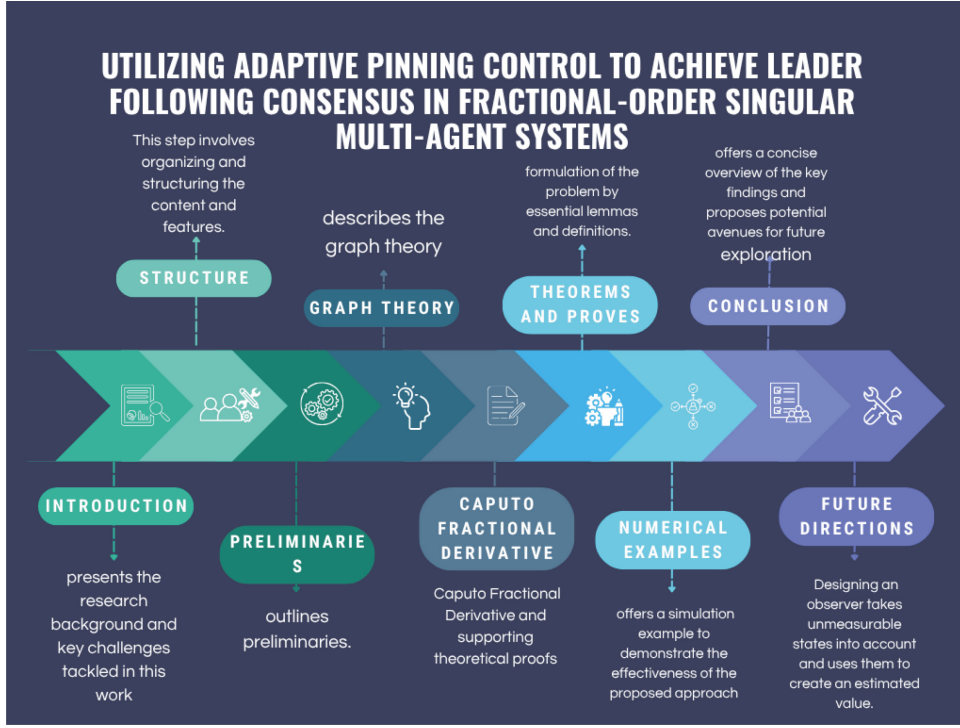 UTILIZING ADAPTIVE PINNING CONTROL TO ACHIEVE LEADER
FOLLOWING CONSENSUS IN FRACTIONAL-ORDER SINGULAR
MULTI-AGENT SYSTEMS
This step involves
organizing and
structuring the
content and
features.
STRUCTURE
describes the
graph theory
GRAPH THEORY
formulation of the
problem by
essential lemmas
and definitions.
THEOREMS
AND PROVES
offers a concise
overview of the key
findings and
proposes potential
avenues for future
exploration
CONCLUSION
INTRODUCTION
presents the
research
background and
key challenges
tackled in this
work
PRELIMINARIE
S
outlines
preliminaries.
CAPUTO
FRACTIONAL
DERIVATIVE
Caputo Fractional
Derivative and
supporting
theoretical proofs
NUMERICAL
EXAMPLES
offers a simulation
example to
demonstrate the
effectiveness of the
proposed approach
FUTURE
DIRECTIONS
Designing an
observer takes
unmeasurable
states into account
and uses them to
create an estimated
value.